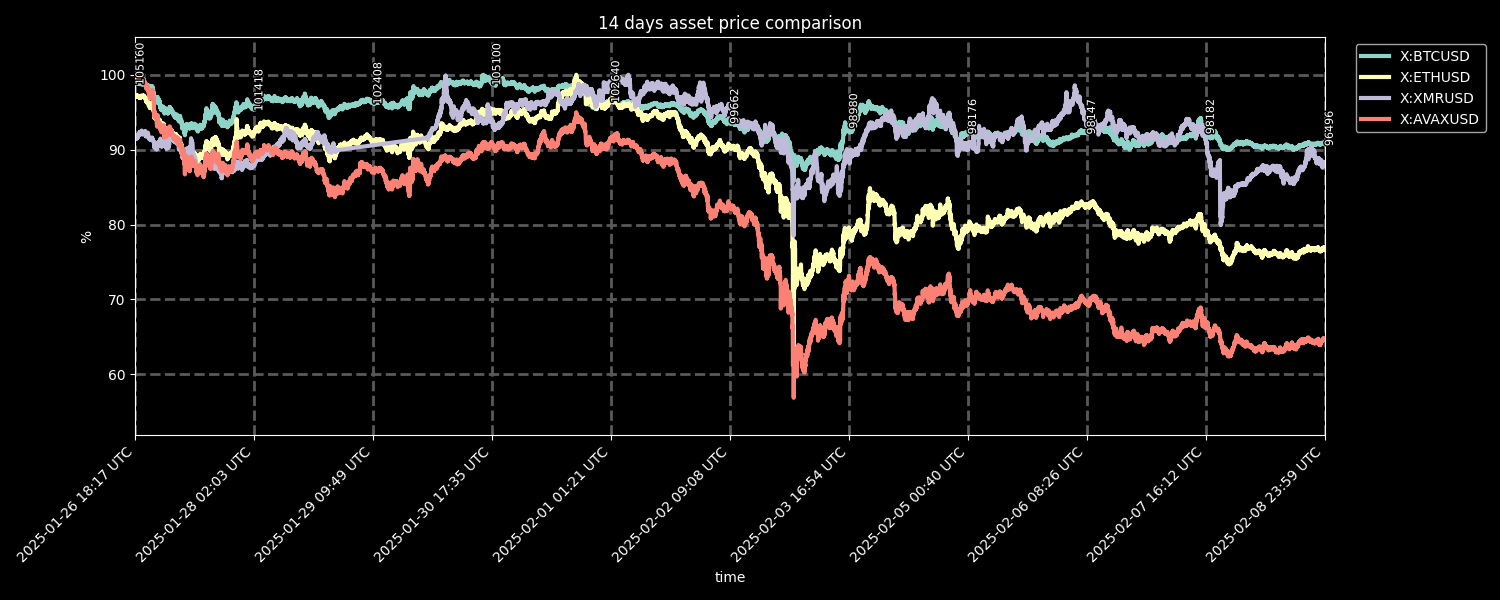 14 days asset price comparison
X:BTCUSD
X:ETHUSD
X:XMRUSD
X:AVAXUSD
105160
101418
102408
105100
102640
99662
98980
98176
98147
98182
96496
100
90
80
70
60
%
2025-01-26 18:17 UTC
2025-01-28 02:03 UTC
2025-01-29 09:49 UTC
2025-01-30 17:35 UTC
2025-02-01 01:21 UTC
2025-02-02 09:08 UTC
2025-02-03 16:54 UTC
2025-02-05 00:40 UTC
2025-02-06 08:26 UTC
2025-02-07 16:12 UTC
2025-02-08 23:59 UTC
time